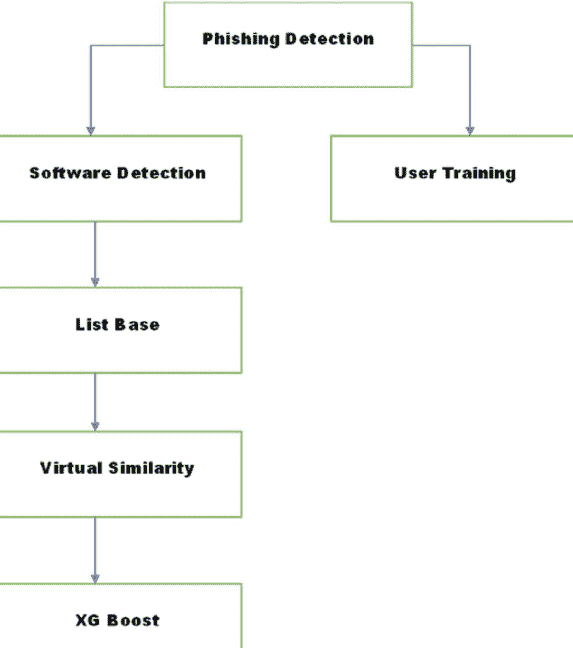 Phishing Detection
Software Detection
User Training
List Base
Virtual Similarity
XG Boost